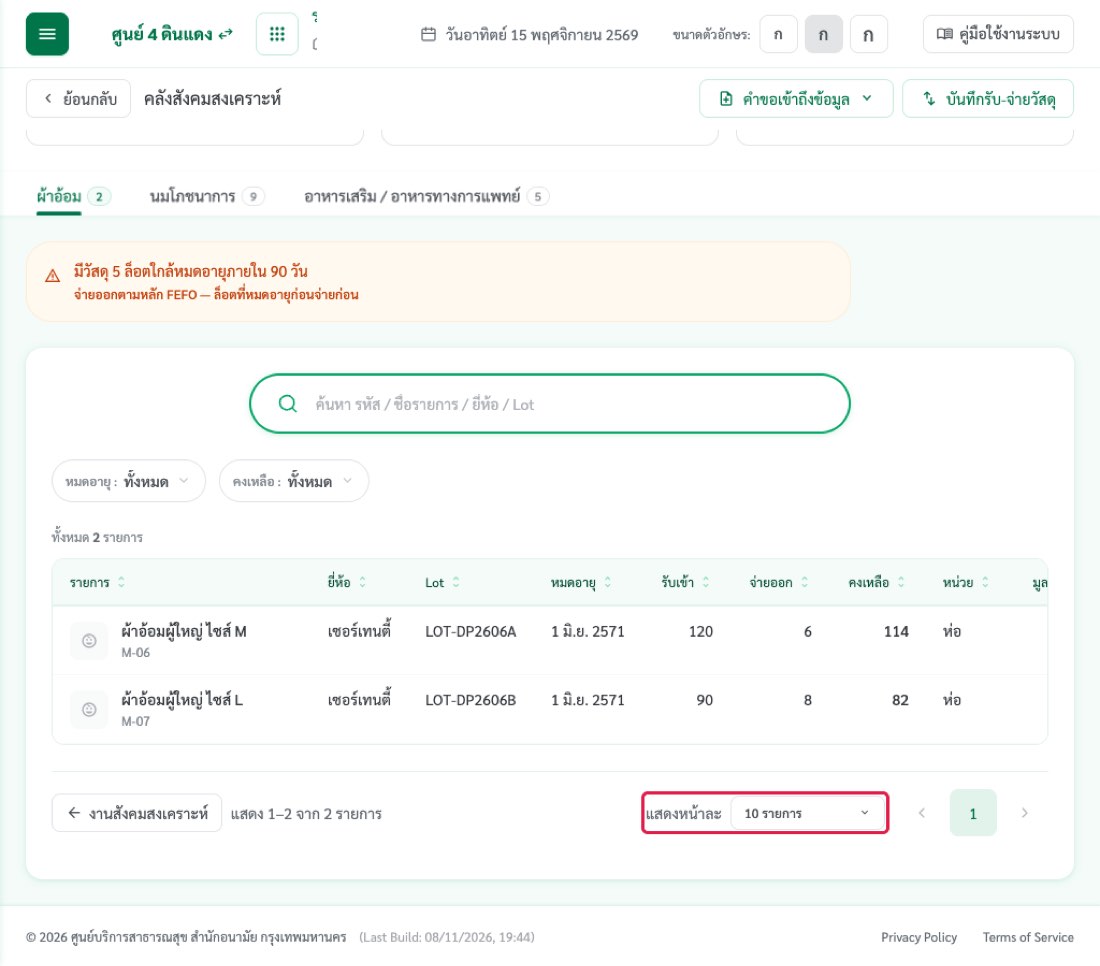 ศูนย์ 4 ดินแดง
วันอาทิตย์ 15 พฤศจิกายน 2569
ขนาดตัวอักษร:
ก
ก
ก
คู่มือใช้งานระบบ
ย้อนกลับ
คลังสังคมสงเคราะห์
คำขอเข้าถึงข้อมูล
บันทึกรับ-จ่ายวัสดุ
ผ้าอ้อม 2
นมโภชนาการ 9
อาหารเสริม / อาหารทางการแพทย์ 5
มีวัสดุ 5 ล็อตใกล้หมดอายุภายใน 90 วัน
จ่ายออกตามหลัก FEFO — ล็อตที่หมดอายุก่อนจ่ายก่อน
ค้นหา รหัส / ชื่อรายการ / ยี่ห้อ / Lot
หมดอายุ : ทั้งหมด
คงเหลือ : ทั้งหมด
ทั้งหมด 2 รายการ
รายการ ยี่ห้อ Lot หมดอายุ รับเข้า จ่ายออก คงเหลือ หน่วย มูล
ผ้าอ้อมผู้ใหญ่ ไซส์ M เซอร์เทนตี้ LOT-DP2606A 1 มิ.ย. 2571 120 6 114 ห่อ
M-06
ผ้าอ้อมผู้ใหญ่ ไซส์ L เซอร์เทนตี้ LOT-DP2606B 1 มิ.ย. 2571 90 8 82 ห่อ
M-07
งานสังคมสงเคราะห์
แสดง 1–2 จาก 2 รายการ
แสดงหน้าละ 10 รายการ
1
© 2026 ศูนย์บริการสาธารณสุข สำนักอนามัย กรุงเทพมหานคร (Last Build: 08/11/2026, 19:44)
Privacy Policy
Terms of Service